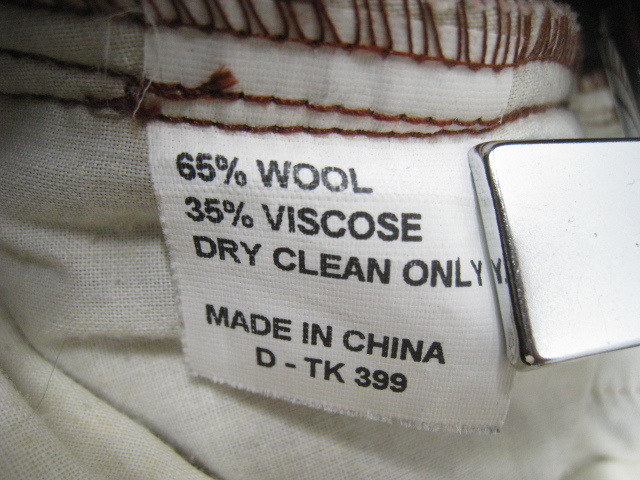 65% WOOL
35% VISCOSE
DRY CLEAN ONLY
MADE IN CHINA
D - TK 399